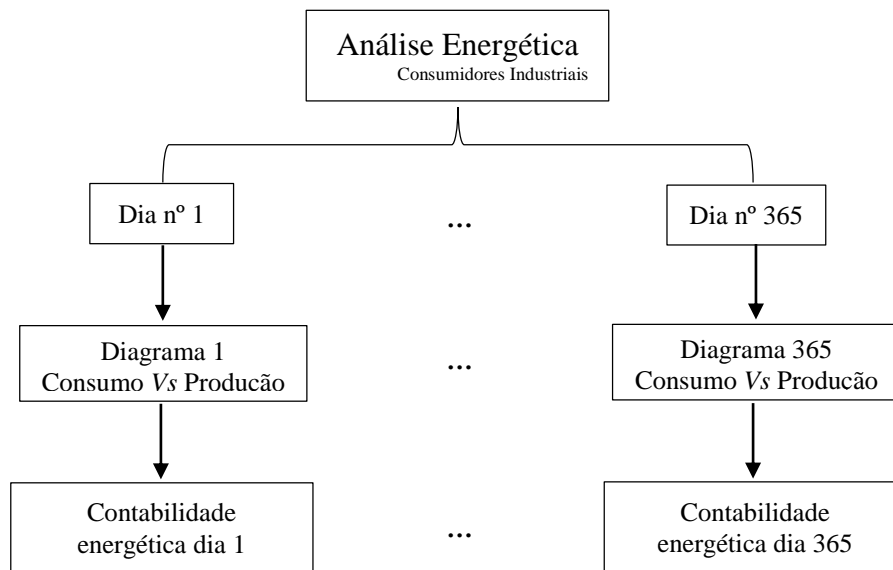 Análise Energética
Consumidores Industriais
Dia nº 1
...
Dia nº 365
Diagrama 1
Consumo Vs Producão
...
Diagrama 365
Consumo Vs Producão
Contabilidade
energética dia 1
...
Contabilidade
energética dia 365